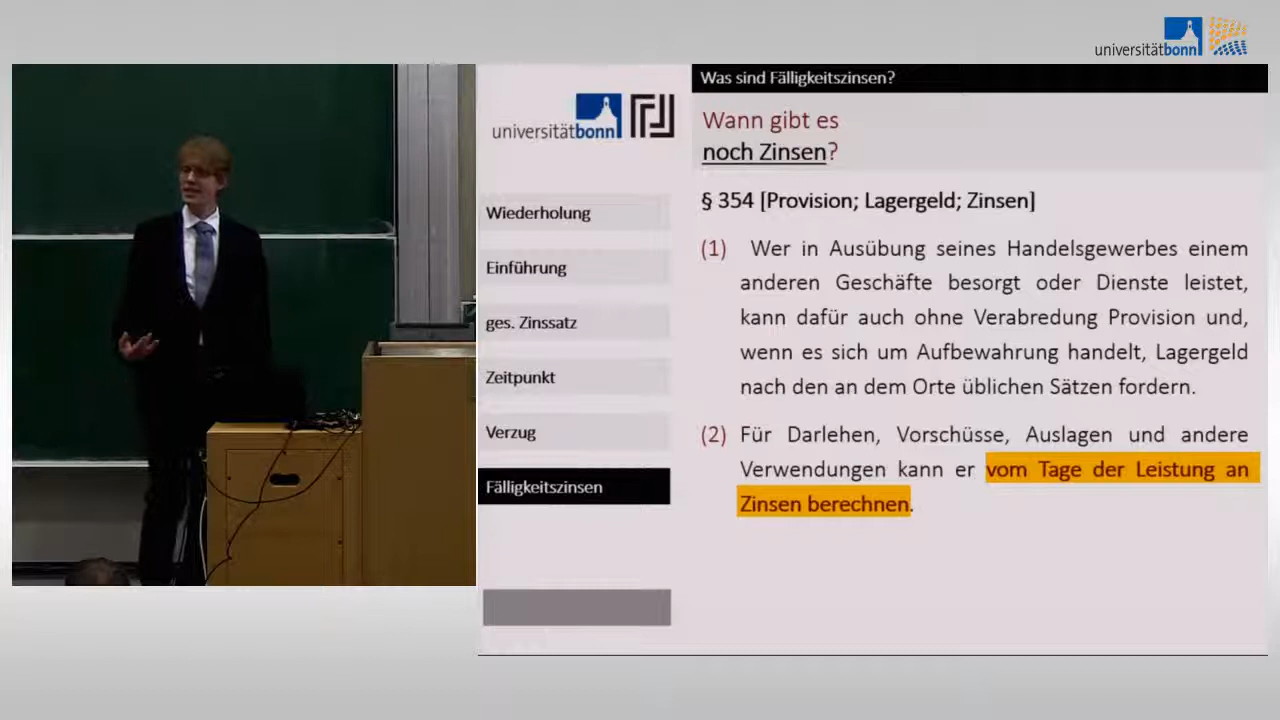 universitätbonn
Was sind Fälligkeitszinsen?
universitätbonn
Wann gibt es
noch Zinsen?
§ 354 [Provision; Lagergeld; Zinsen]
Wiederholung
Einführung
ges. Zinssatz
Zeitpunkt
Verzug
Fälligkeitszinsen
(1) Wer in Ausübung seines Handelsgewerbes einem
anderen Geschäfte besorgt oder Dienste leistet,
kann dafür auch ohne Verabredung Provision und,
wenn es sich um Aufbewahrung handelt, Lagergeld
nach den an dem Orte üblichen Sätzen fordern.
(2) Für Darlehen, Vorschüsse, Auslagen und andere
Verwendungen kann er vom Tage der Leistung an
Zinsen berechnen.